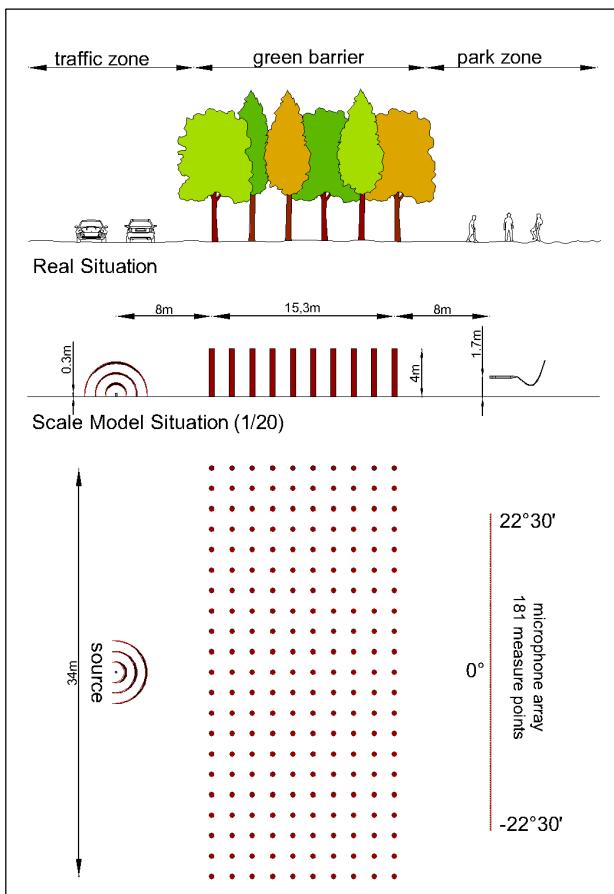 traffic zone green barrier park zone
Real Situation
8m 15,3m 8m
0.3m 4m 1.7m
Scale Model Situation (1/20)
34m
source
22°30'
0°
microphone array
181 measure points
-22°30'